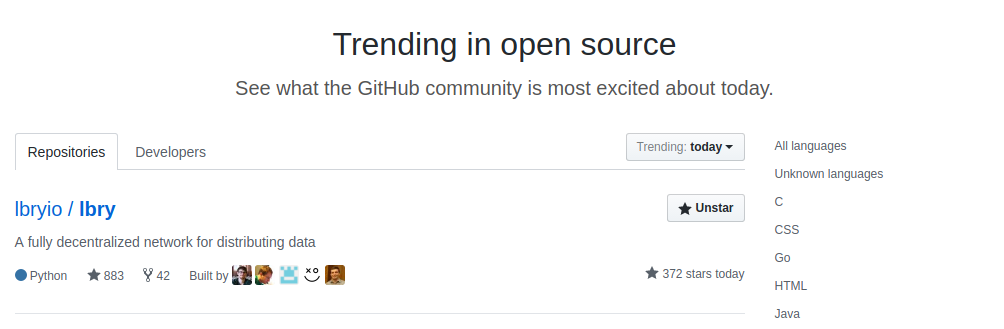 Trending in open source
See what the GitHub community is most excited about today.
Repositories Developers Trending: today
lbryio / lbry Unstar
A fully decentralized network for distributing data
Python 883 42 Built by 372 stars today
All languages
Unknown languages
C
CSS
Go
HTML
Java